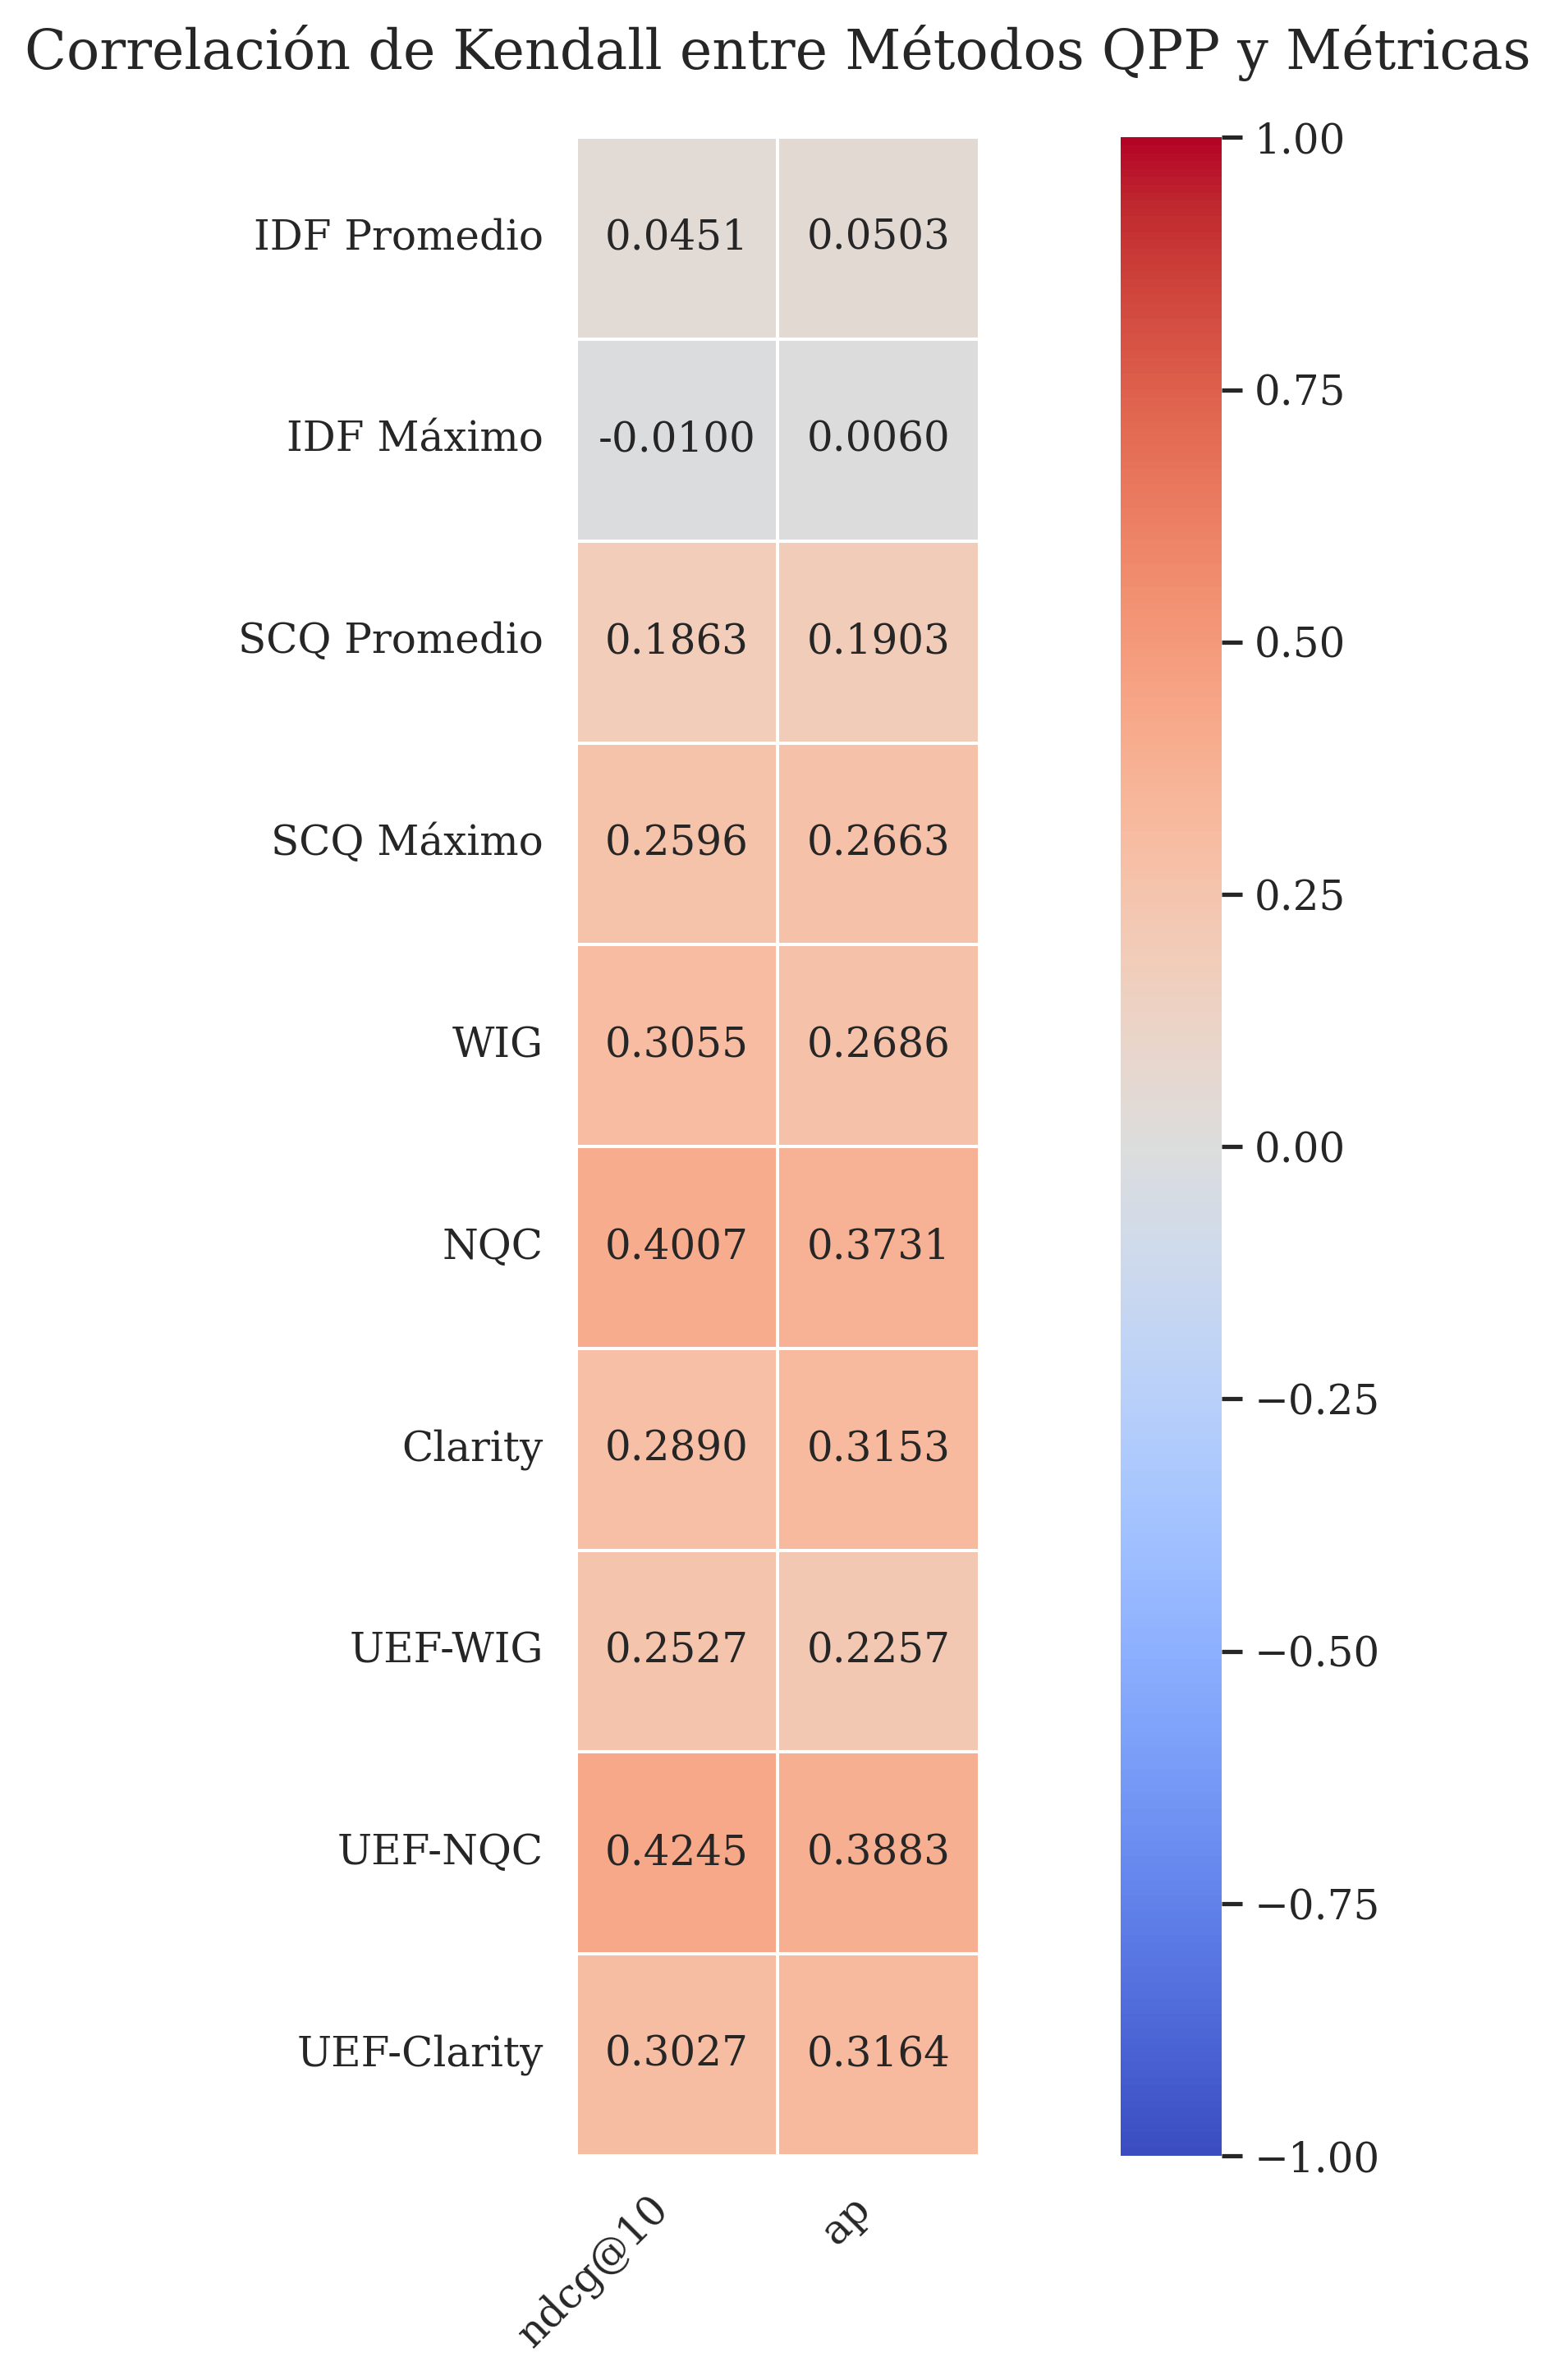 Correlación de Kendall entre Métodos QPP y Métricas
IDF Promedio 0.0451 0.0503
IDF Máximo -0.0100 0.0060
SCQ Promedio 0.1863 0.1903
SCQ Máximo 0.2596 0.2663
WIG 0.3055 0.2686
NQC 0.4007 0.3731
Clarity 0.2890 0.3153
UEF-WIG 0.2527 0.2257
UEF-NQC 0.4245 0.3883
UEF-Clarity 0.3027 0.3164
ndcg@10 ap
1.00
0.75
0.50
0.25
0.00
−0.25
−0.50
−0.75
−1.00